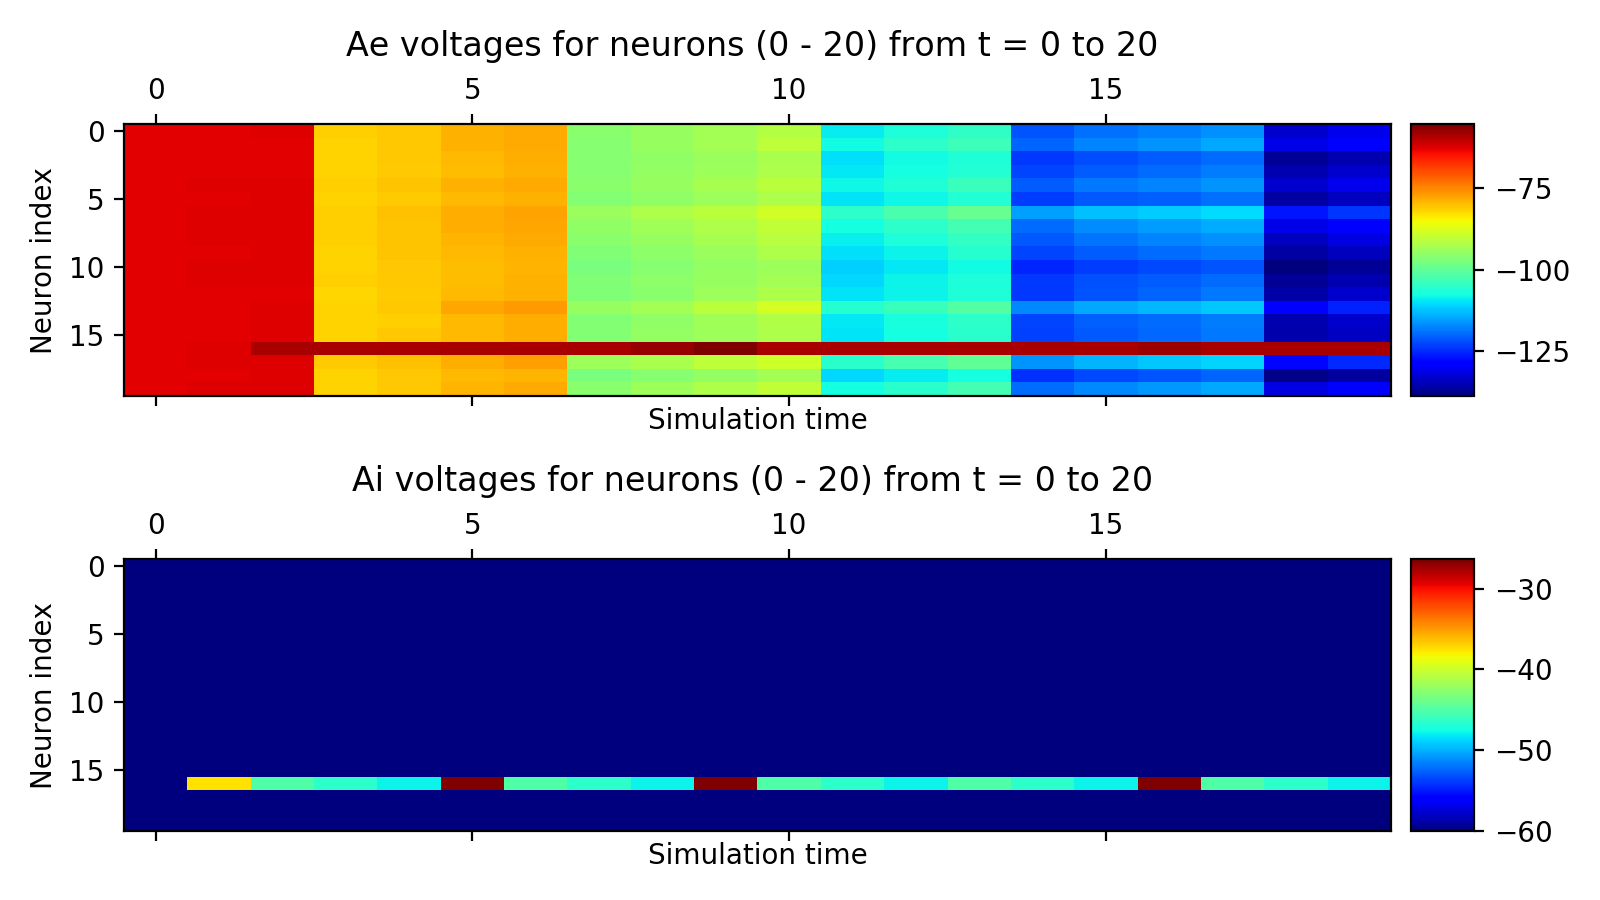 Ae voltages for neurons (0 - 20) from t = 0 to 20
0 5 10 15
Neuron index
0
5
10
15
Simulation time
−75
−100
−125
Ai voltages for neurons (0 - 20) from t = 0 to 20
0 5 10 15
Neuron index
0
5
10
15
Simulation time
−30
−40
−50
−60